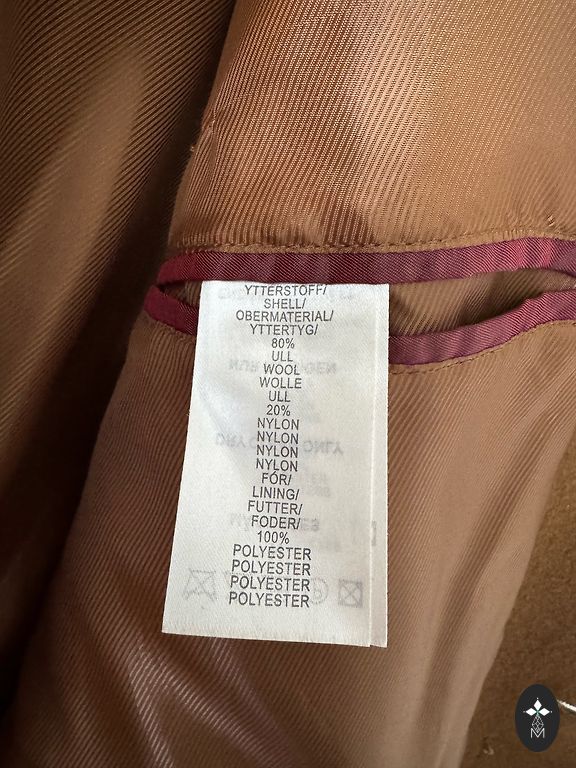 YTTERSTOFF/
SHELL/
OBERMATERIAL/
YTTERTYG/
80%
ULL
WOOL
WOLLE
ULL
20%
NYLON
NYLON
NYLON
NYLON
FÓR/
LINING/
FUTTER/
FODER/
100%
POLYESTER
POLYESTER
POLYESTER
POLYESTER
M